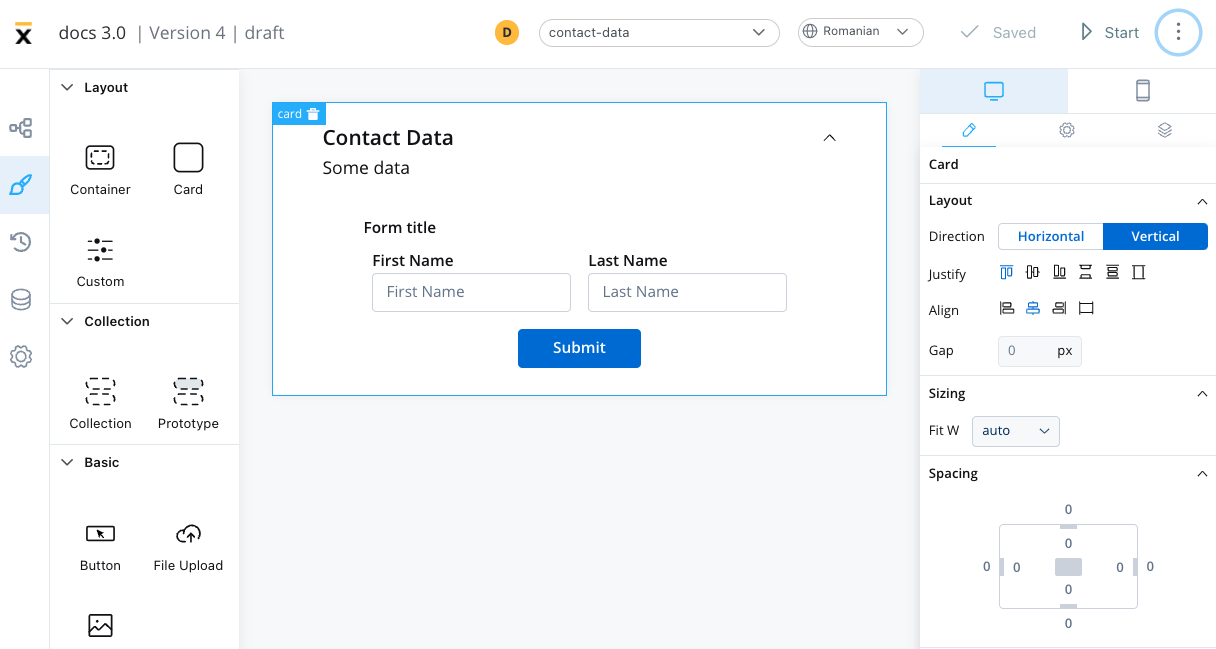 docs 3.0 | Version 4 | draft
D
contact-data
Romanian
Saved
Start
Layout
Container
Card
Custom
Collection
Collection
Prototype
Basic
Button
File Upload
card
Contact Data
Some data
Form title
First Name
Last Name
First Name
Last Name
Submit
Card
Layout
Direction
Horizontal
Vertical
Justify
Align
Gap
0
px
Sizing
Fit W
auto
Spacing
0
0
0
0
0
0
0
0